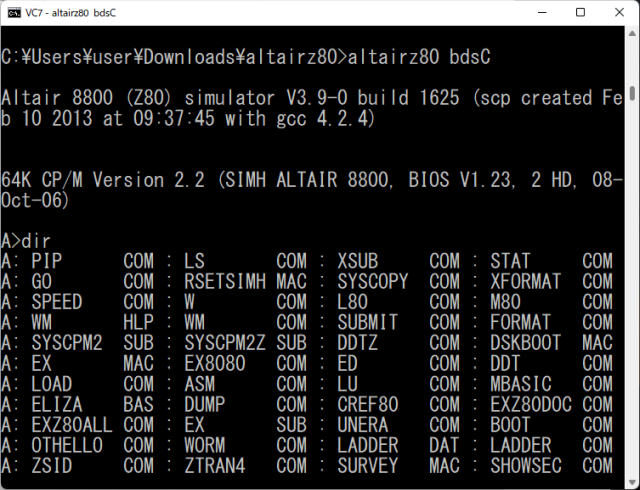 VC7 - altairz80 bdsC
C:¥Users¥user¥Downloads¥altairz80>altairz80 bdsC
Altair 8800 (Z80) simulator V3.9-0 build 1625 (scp created Fe
b 10 2013 at 09:37:45 with gcc 4.2.4)
64K CP/M Version 2.2 (SIMH ALTAIR 8800, BIOS V1.23, 2 HD, 08-
Oct-06)
A>dir
A: PIP      COM : LS       COM : XSUB     COM : STAT     COM
A: GO       COM : RSETSIMH MAC : SYSCOPY  COM : XFORMAT  COM
A: SPEED    COM : W        COM : L80      COM : M80      COM
A: WM       HLP : WM       COM : SUBMIT   COM : FORMAT   COM
A: SYSCPM2  SUB : SYSCPM2Z SUB : DDTZ     COM : DSKBOOT  MAC
A: EX       MAC : EX8080   COM : ED       COM : DDT      COM
A: LOAD     COM : ASM      COM : LU       COM : MBASIC   COM
A: ELIZA    BAS : DUMP     COM : CREF80   COM : EXZ80DOC COM
A: EXZ80ALL COM : EX       SUB : UNERA    COM : BOOT     COM
A: OTHELLO  COM : WORM     COM : LADDER   DAT : LADDER   COM
A: ZSID     COM : ZTRAN4   COM : SURVEY   MAC : SHOWSEC  COM